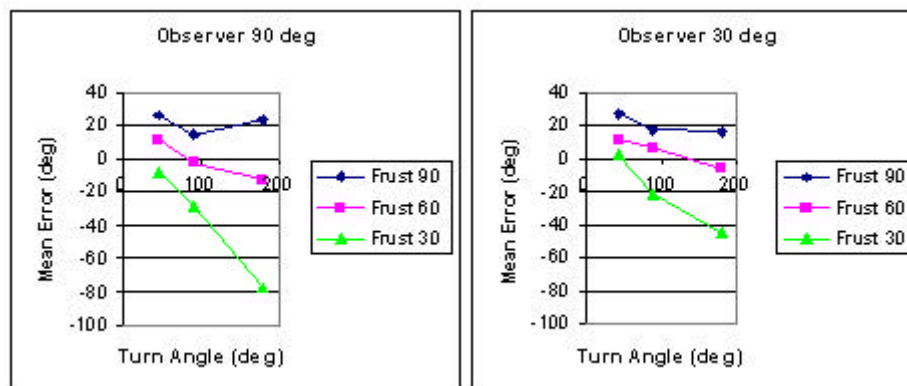 Observer 90 deg
40
20
0
-20
-40
-60
-80
-100
0
100
200
Mean Error (deg)
Turn Angle (deg)
Frust 90
Frust 60
Frust 30
Observer 30 deg
40
20
0
-20
-40
-60
-80
-100
0
100
200
Mean Error (deg)
Turn Angle (deg)
Frust 90
Frust 60
Frust 30